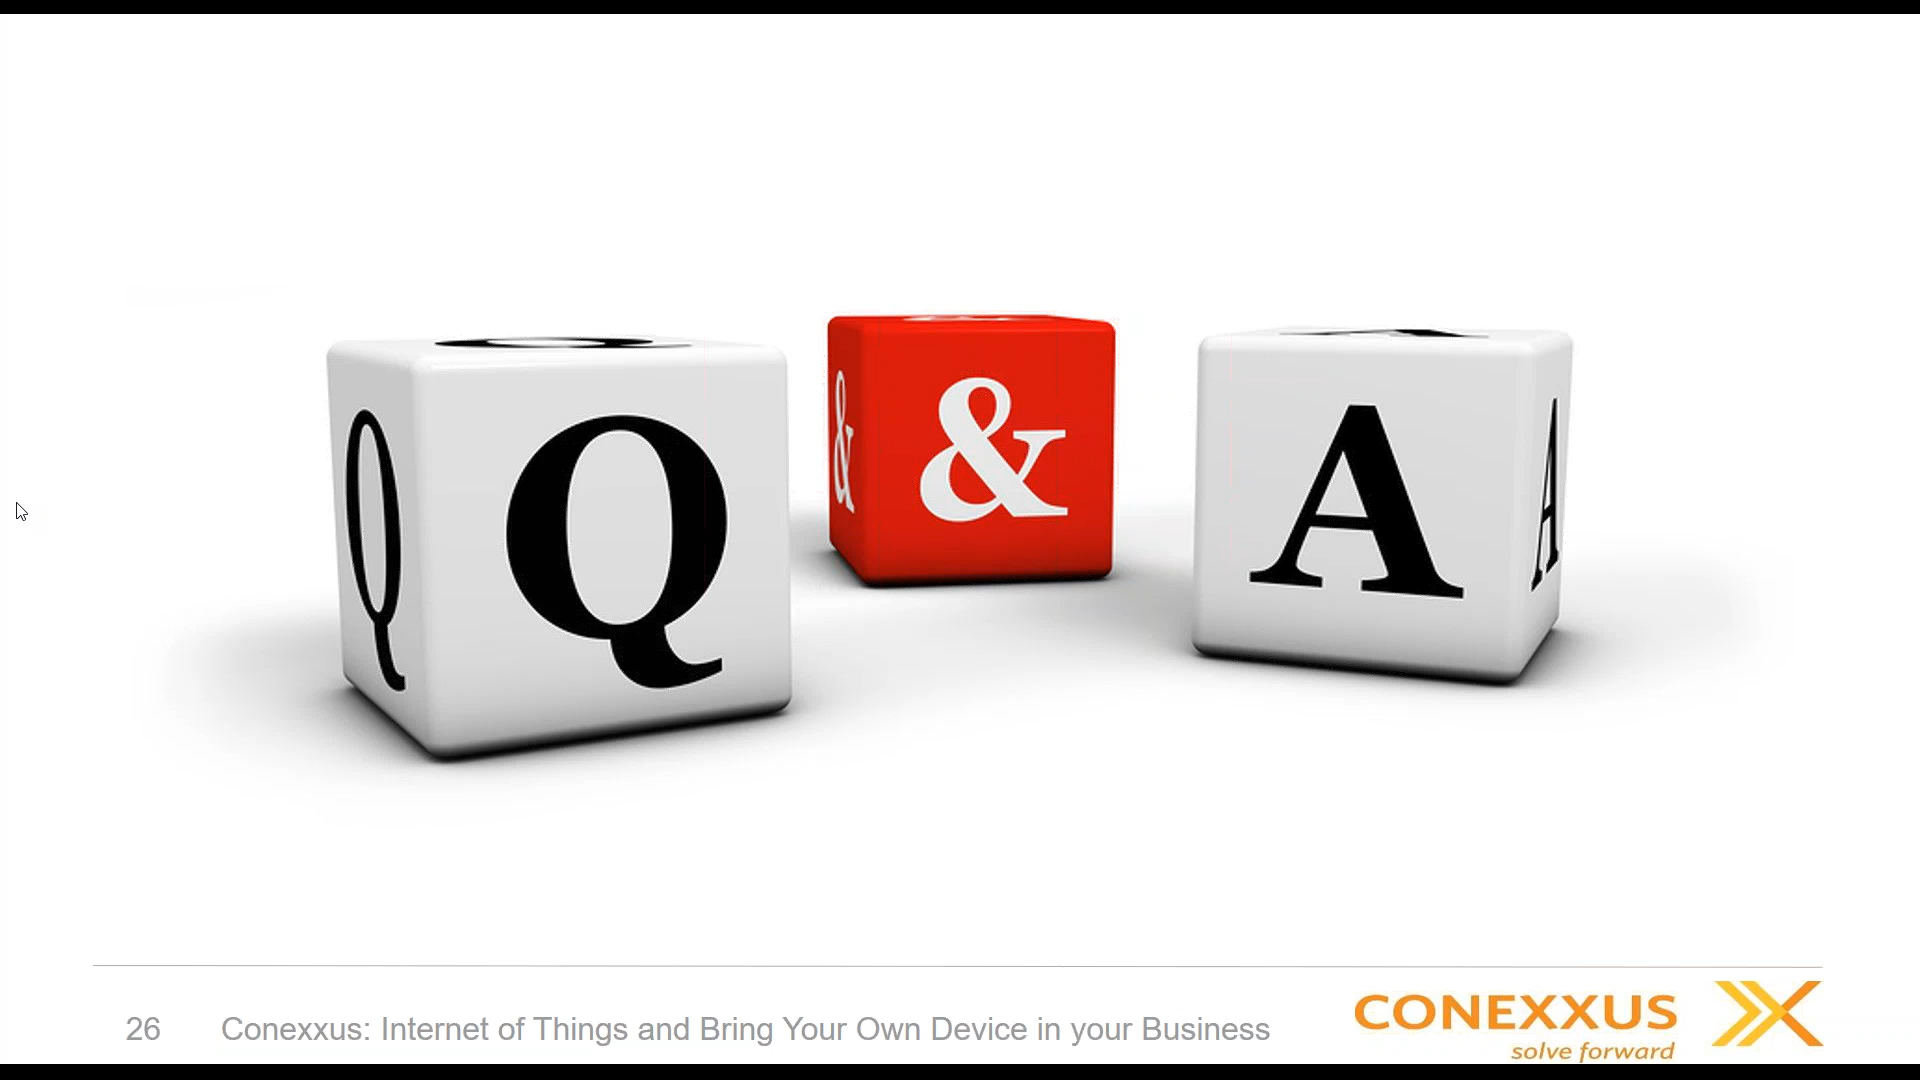 Q & A
Q & A
26 Conexxus: Internet of Things and Bring Your Own Device in your Business
CONEXXUS
solve forward